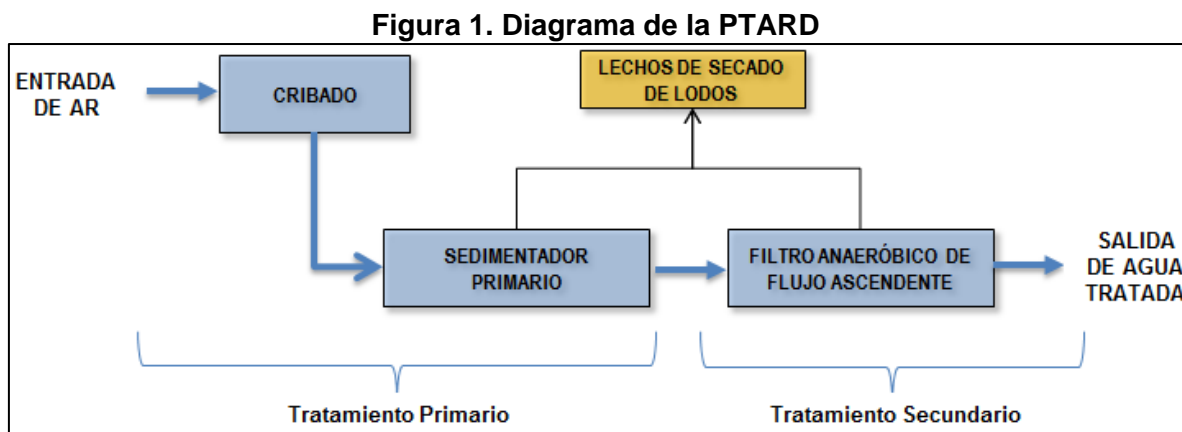 Figura 1. Diagrama de la PTARD
ENTRADA
DE AR
CRIBADO
LECHOS DE SECADO
DE LODOS
SEDIMENTADOR
PRIMARIO
FILTRO ANAERÓBICO DE
FLUJO ASCENDENTE
SALIDA
DE AGUA
TRATADA
Tratamiento Primario
Tratamiento Secundario